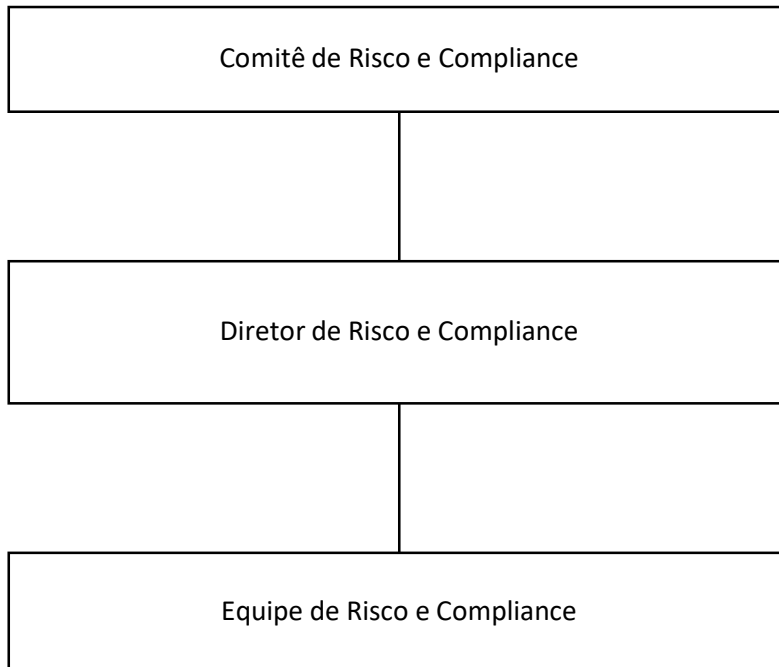 Comitê de Risco e Compliance
Diretor de Risco e Compliance
Equipe de Risco e Compliance